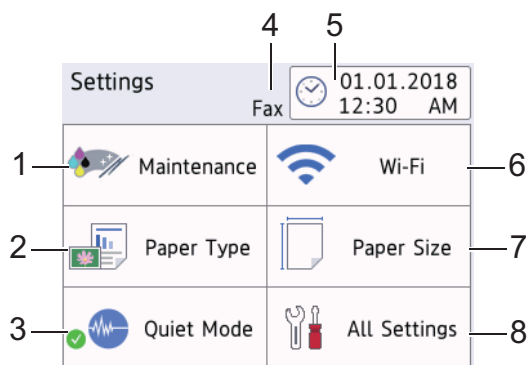 4 5
Settings
Fax
01.01.2018
12:30 AM
1 Maintenance Wi-Fi 6
2 Paper Type Paper Size 7
3 Quiet Mode All Settings 8